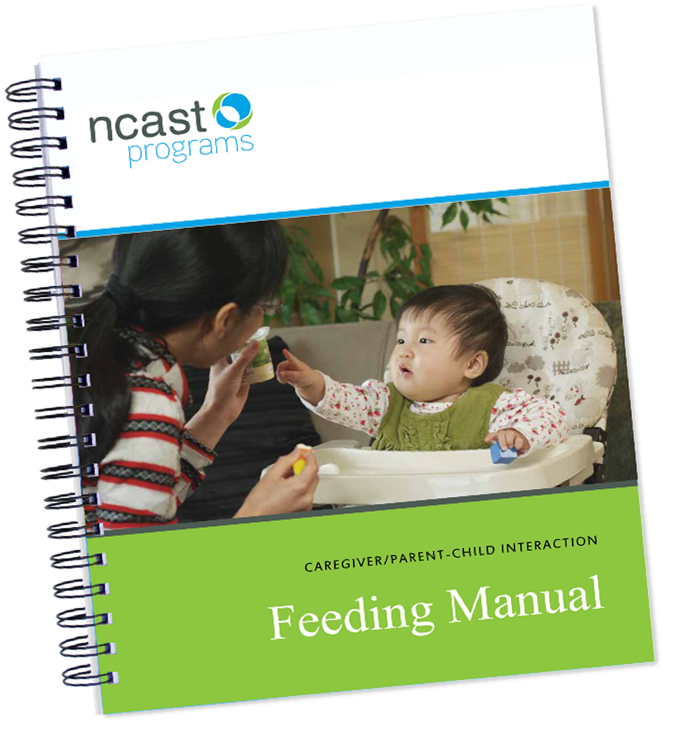 ncast
programs
CAREGIVER/PARENT-CHILD INTERACTION
Feeding Manual